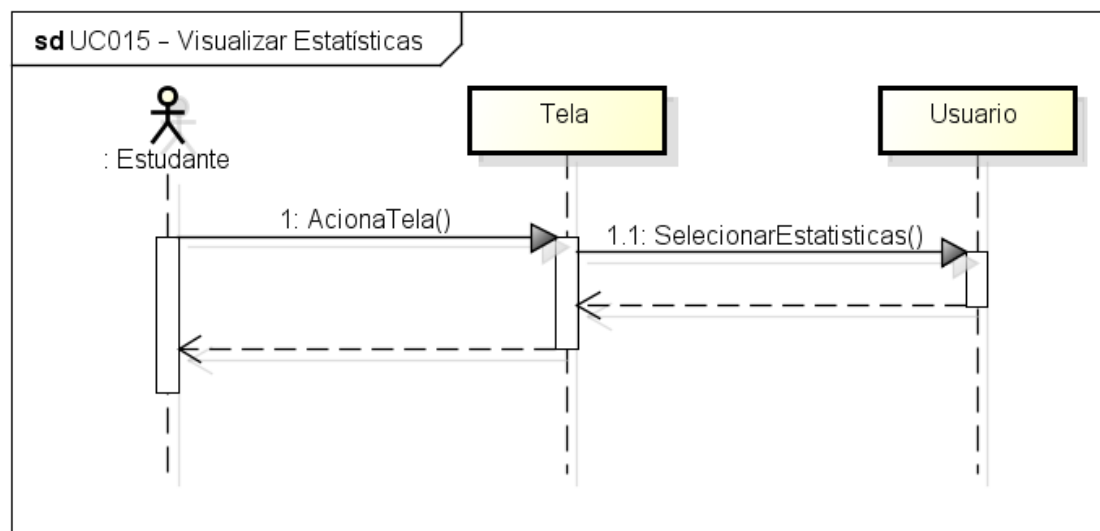 sd UC015 – Visualizar Estatísticas
Tela
Usuario
: Estudante
1: AcionaTela()
1.1: SelecionarEstatisticas()